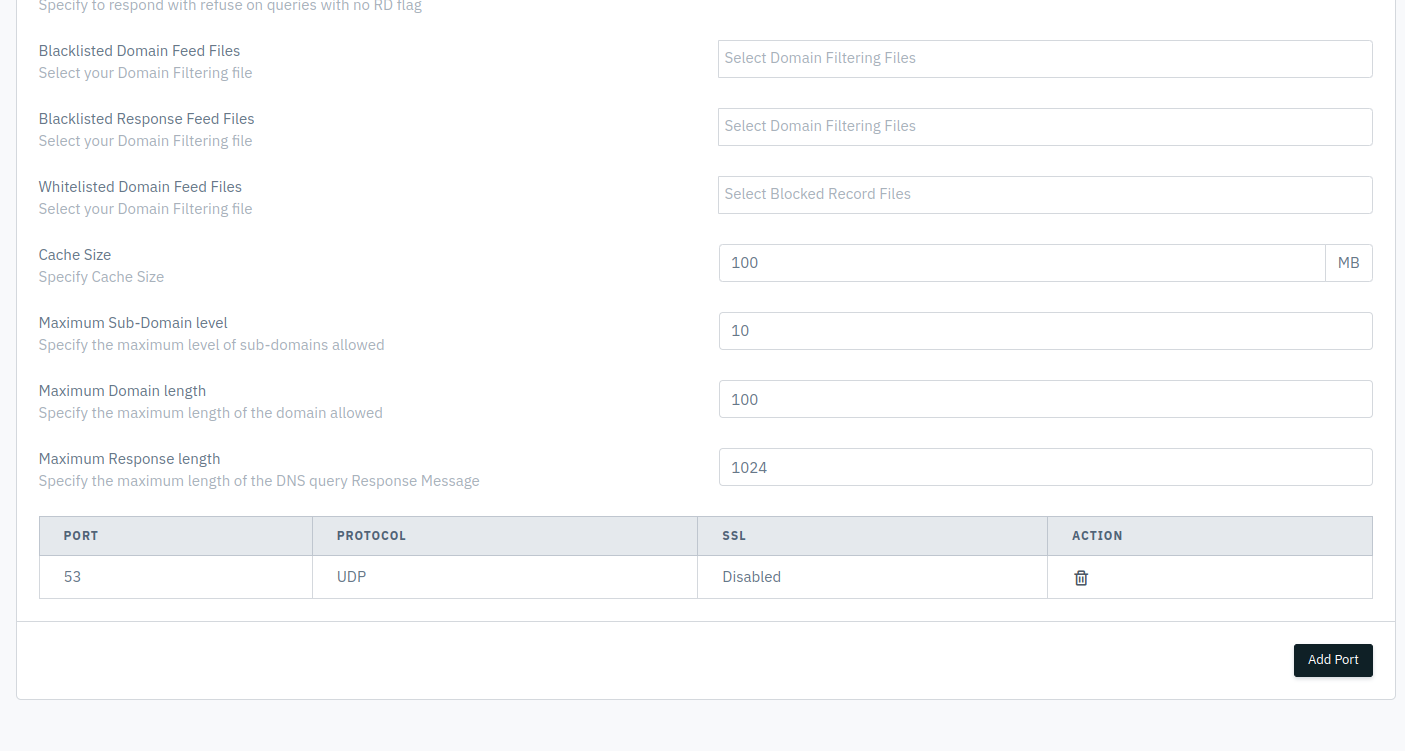 Specify to respond with refuse on queries with no RD flag
Blacklisted Domain Feed Files
Select your Domain Filtering file
Select Domain Filtering Files
Blacklisted Response Feed Files
Select your Domain Filtering file
Select Domain Filtering Files
Whitelisted Domain Feed Files
Select your Domain Filtering file
Select Blocked Record Files
Cache Size
Specify Cache Size
100 MB
Maximum Sub-Domain level
Specify the maximum level of sub-domains allowed
10
Maximum Domain length
Specify the maximum length of the domain allowed
100
Maximum Response length
Specify the maximum length of the DNS query Response Message
1024
PORT PROTOCOL SSL ACTION
53 UDP Disabled
Add Port